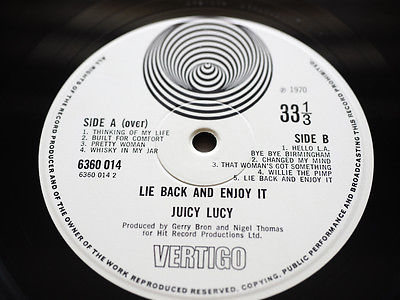 ALL RIGHTS OF THE RECORD PRODUCER AND OF THE OWNER OF THE WORK REPRODUCED RESERVED. COPYING, PUBLIC PERFORMANCE AND BROADCASTING OF THIS RECORD PROHIBITED
℗ 1970
SIDE A (over)
1. THINKING OF MY LIFE
2. BUILT FOR COMFORT
3. PRETTY WOMAN
4. WHISKY IN MY JAR
6360 014
6360 014 2
33 1/3
SIDE B
1. HELLO L.A.
BYE BYE BIRMINGHAM
2. CHANGED MY MIND
3. THAT WOMAN'S GOT SOMETHING
4. WILLIE THE PIMP
5. LIE BACK AND ENJOY IT
LIE BACK AND ENJOY IT
JUICY LUCY
Produced by Gerry Bron and Nigel Thomas
for Hit Record Productions Ltd.
VERTIGO